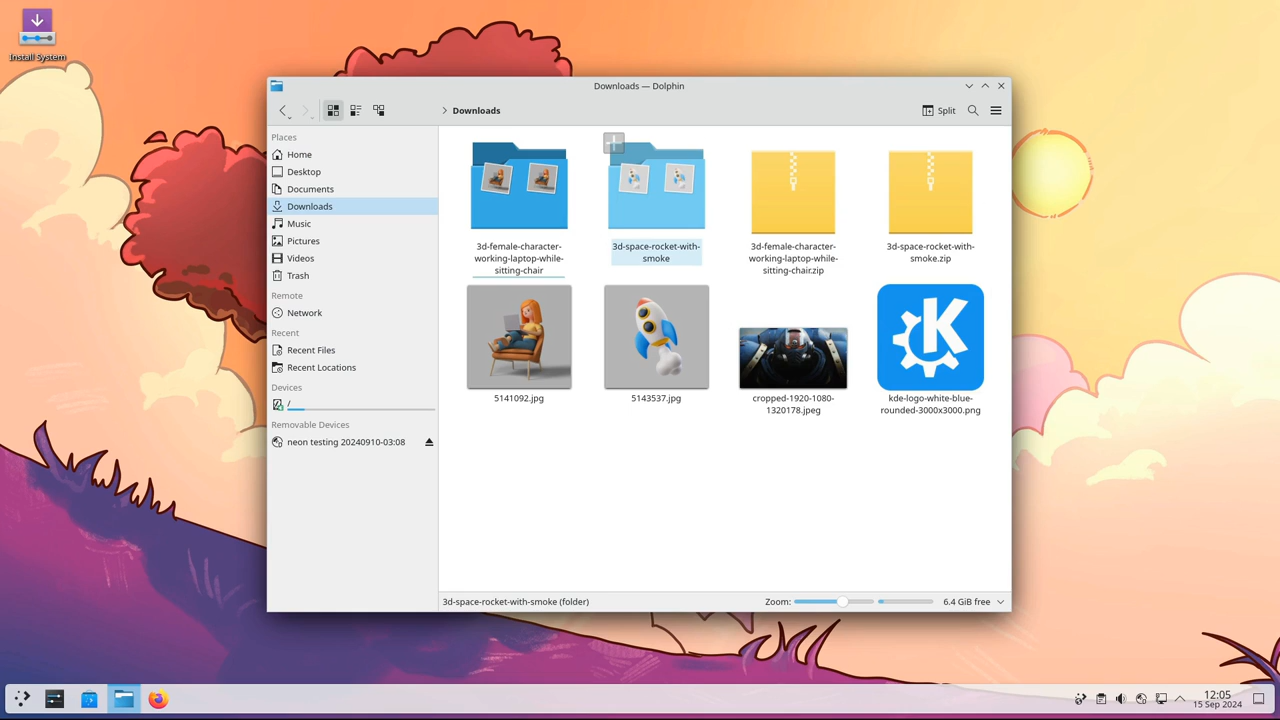 Install System
Downloads — Dolphin
Downloads
Split
Places
Home
Desktop
Documents
Downloads
Music
Pictures
Videos
Trash
Remote
Network
Recent
Recent Files
Recent Locations
Devices
/
Removable Devices
neon testing 20240910-03:08
3d-female-character-
working-laptop-while-
sitting-chair
3d-space-rocket-with-
smoke
3d-female-character-
working-laptop-while-
sitting-chair.zip
3d-space-rocket-with-
smoke.zip
5141092.jpg
5143537.jpg
cropped-1920-1080-
1320178.jpeg
K
kde-logo-white-blue-
rounded-3000x3000.png
3d-space-rocket-with-smoke (folder)
Zoom:
6.4 GiB free
12:05
15 Sep 2024